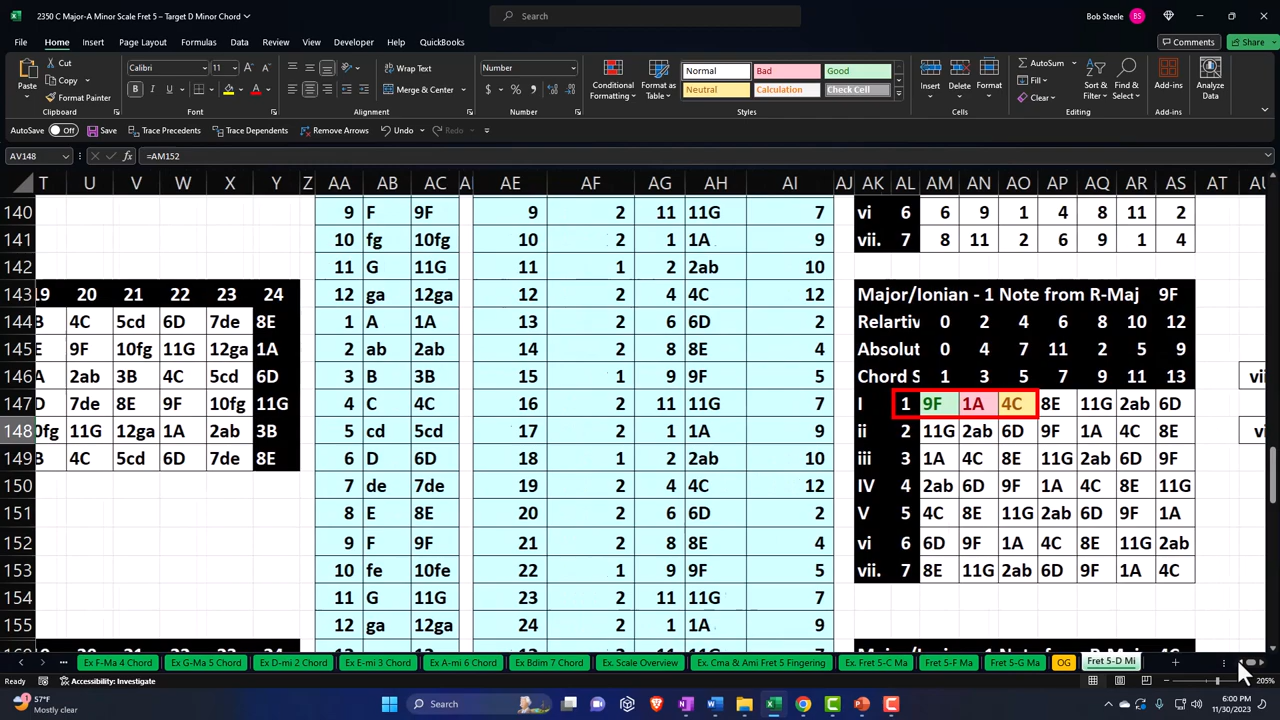 2350 C Major-A Minor Scale Fret 5 – Target D Minor Chord
Search
Bob Steele BS
File Home Insert Page Layout Formulas Data Review View Developer Help QuickBooks Comments Share
Paste Cut Copy Format Painter Clipboard
Calibri 11 B I U Font
Wrap Text Merge & Center Alignment
Number $ % Number
Conditional Formatting Format as Table
Normal Bad Good
Neutral Calculation Check Cell
Styles
Insert Delete Format Cells
AutoSum Fill Clear Sort & Filter Find & Select Editing
Add-ins Add-ins
Analyze Data
AutoSave Off Save Trace Precedents Trace Dependents Remove Arrows Undo Redo
AV148 fx =AM152
T U V W X Y Z AA AB AC AE AF AG AH AI AJ AK AL AM AN AO AP AQ AR AS AT
140 9 F 9F 9 2 11 11G 7 vi 6 6 9 1 4 8 11 2
141 10 fg 10fg 10 2 1 1A 9 vii. 7 8 11 2 6 9 1 4
142 11 G 11G 11 1 2 2ab 10
143 20 21 22 23 24 12 ga 12ga 12 2 4 4C 12 Major/Ionian - 1 Note from R-Maj 9F
144 4C 5cd 6D 7de 8E 1 A 1A 13 2 6 6D 2 Relartiv 0 2 4 6 8 10 12
145 9F 10fg 11G 12ga 1A 2 ab 2ab 14 2 8 8E 4 Absolut 0 4 7 11 2 5 9
146 2ab 3B 4C 5cd 6D 3 B 3B 15 1 9 9F 5 Chord S 1 3 5 7 9 11 13
147 7de 8E 9F 10fg 11G 4 C 4C 16 2 11 11G 7 I 1 9F 1A 4C 8E 11G 2ab 6D
148 11G 12ga 1A 2ab 3B 5 cd 5cd 17 2 1 1A 9 ii 2 11G 2ab 6D 9F 1A 4C 8E
149 4C 5cd 6D 7de 8E 6 D 6D 18 1 2 2ab 10 iii 3 1A 4C 8E 11G 2ab 6D 9F
150 7 de 7de 19 2 4 4C 12 IV 4 2ab 6D 9F 1A 4C 8E 11G
151 8 E 8E 20 2 6 6D 2 V 5 4C 8E 11G 2ab 6D 9F 1A
152 9 F 9F 21 2 8 8E 4 vi 6 6D 9F 1A 4C 8E 11G 2ab
153 10 fe 10fe 22 1 9 9F 5 vii. 7 8E 11G 2ab 6D 9F 1A 4C
154 11 G 11G 23 2 11 11G 7
155 12 ga 12ga 24 2 1 1A 9
Ex F-Ma 4 Chord Ex G-Ma 5 Chord Ex D-mi 2 Chord Ex E-mi 3 Chord Ex A-mi 6 Chord Ex Bdim 7 Chord Ex. Scale Overview Ex. Cma & Ami Fret 5 Fingering Ex. Fret 5-C Ma Fret 5-F Ma Fret 5-G Ma OG Fret 5-D Mi
Ready Accessibility: Investigate 205%
57°F
Mostly clear
Search
7:05 PM
11/30/2023